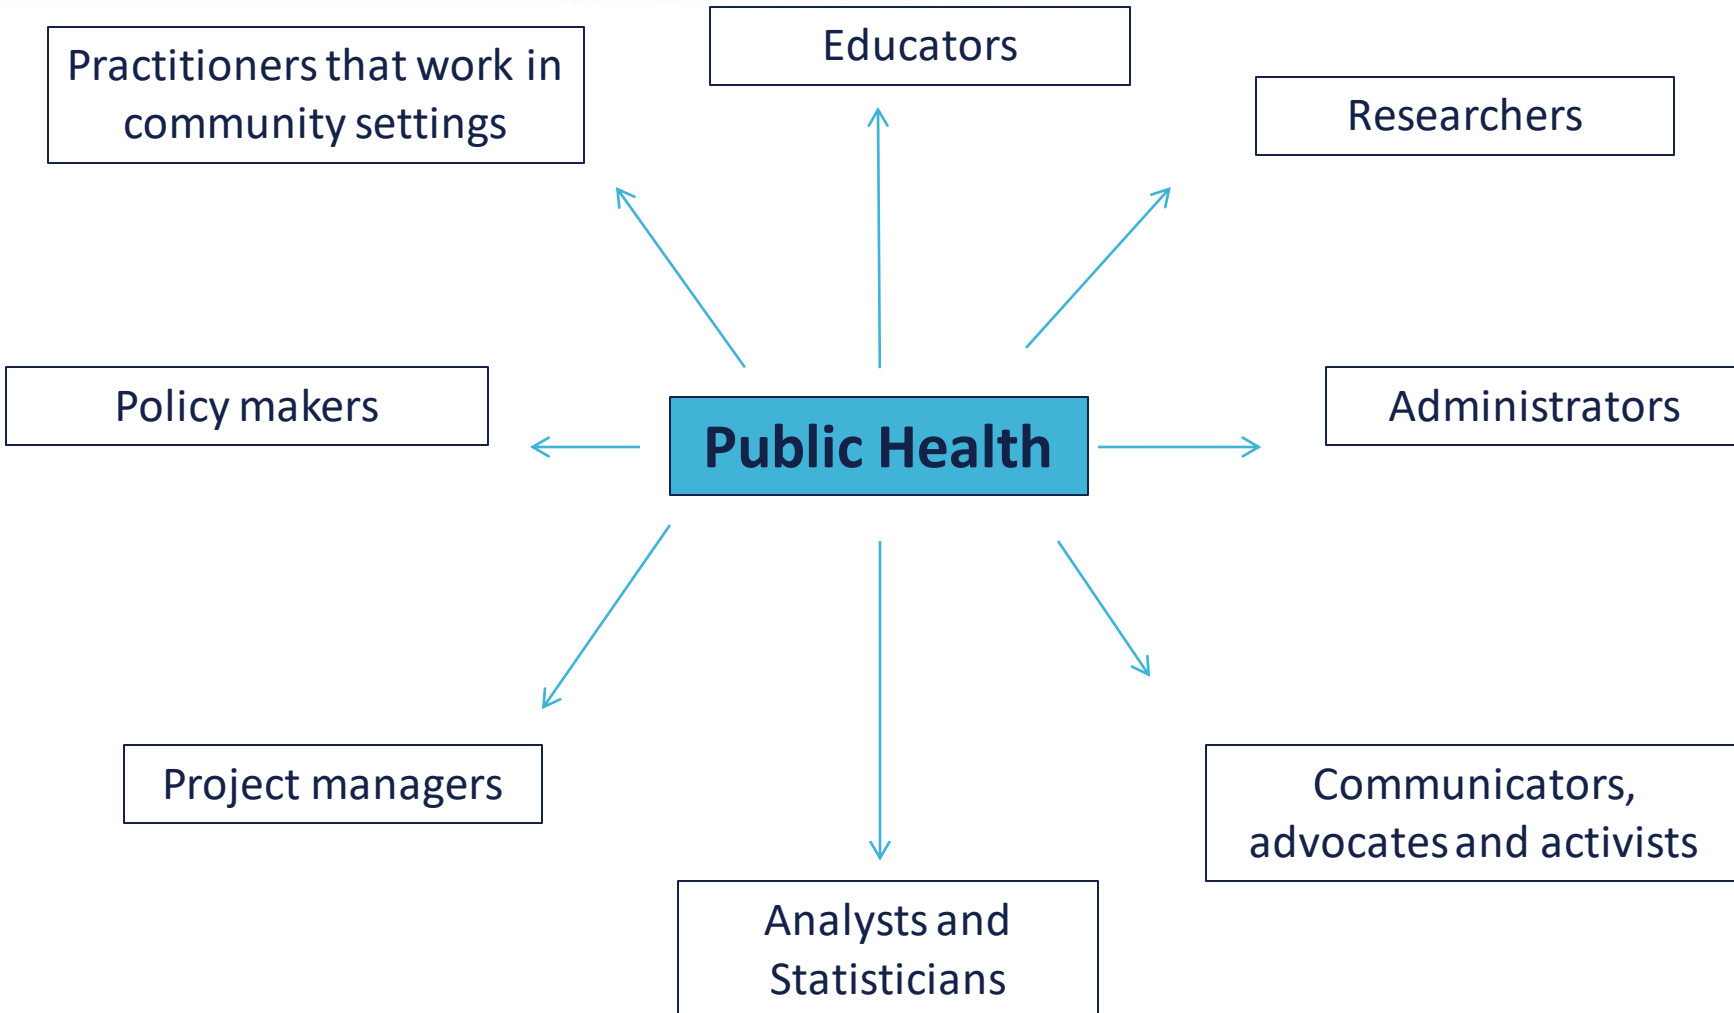 Practitioners that work in
community settings
Educators
Researchers
Policy makers
Public Health
Administrators
Project managers
Communicators,
advocates and activists
Analysts and
Statisticians